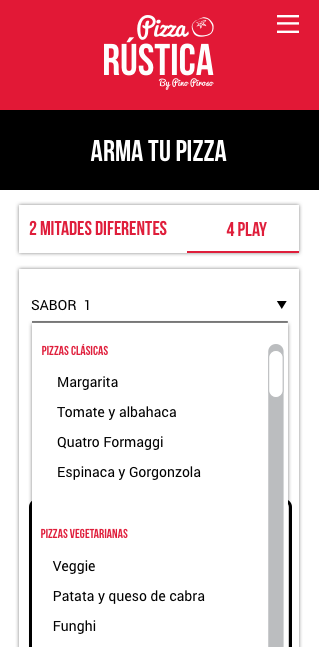 Pizza
RÚSTICA
By Pino Piroso
ARMA TU PIZZA
2 MITADES DIFERENTES
4 PLAY
SABOR 1
PIZZAS CLÁSICAS
Margarita
Tomate y albahaca
Quatro Formaggi
Espinaca y Gorgonzola
PIZZAS VEGETARIANAS
Veggie
Patata y queso de cabra
Funghi